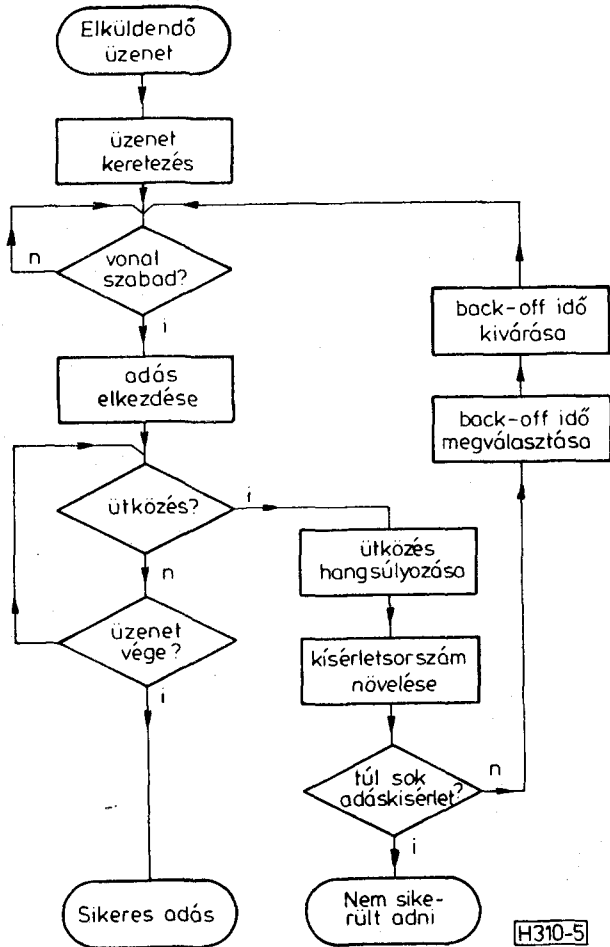 Elküldendő
üzenet
üzenet
keretezés
n
vonal
szabad?
i
back-off idő
kivárása
adás
elkezdése
back-off idő
megválasztása
ütközés?
i
n
ütközés
hangsúlyozása
üzenet
vége?
i
kísérletsorszám
növelése
túl sok
adáskisérlet?
n
i
Sikeres adás
Nem sike-
rült adni
H310-5